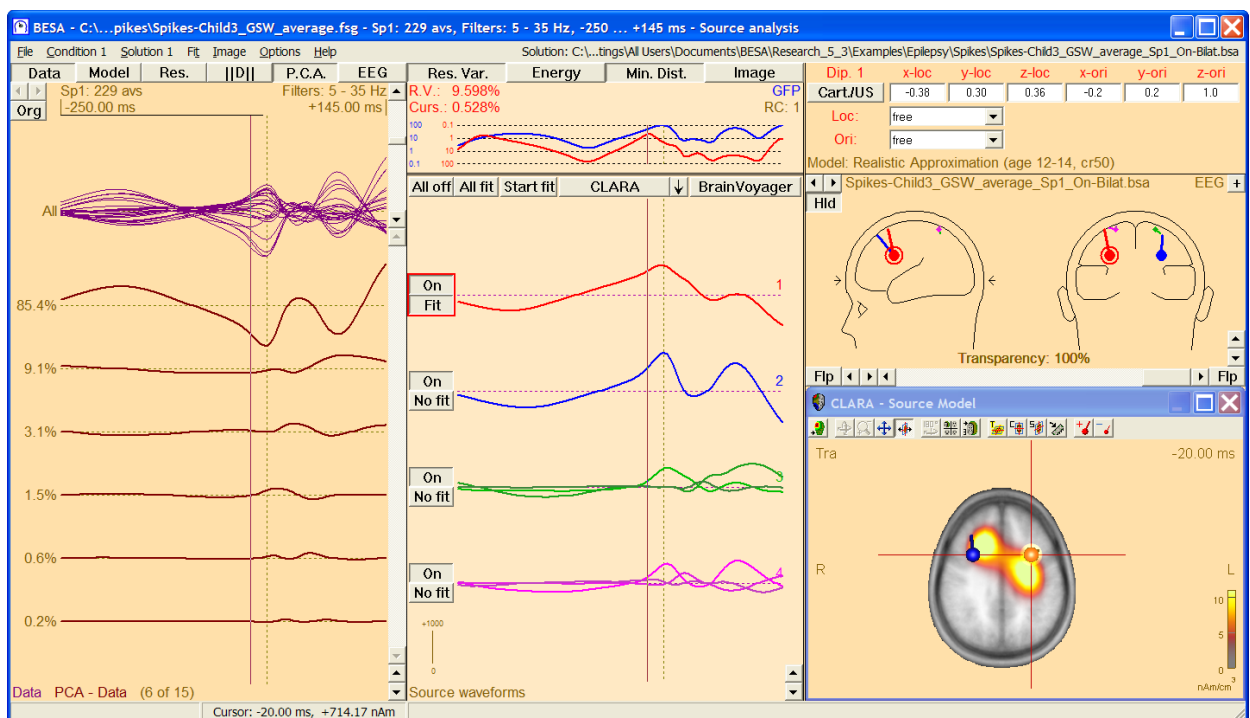 BESA - C:\...pikes\Spikes-Child3_GSW_average.fsg - Sp1: 229 avs, Filters: 5 - 35 Hz, -250 ... +145 ms - Source analysis
File Condition 1 Solution 1 Fit Image Options Help
Solution: C:\...tings\All Users\Documents\BESA\Research_5_3\Examples\Epilepsy\Spikes\Spikes-Child3_GSW_average_Sp1_On-Bilat.bsa
Data Model Res. ||D|| P.C.A. EEG
Sp1: 229 avs Filters: 5 - 35 Hz
Org -250.00 ms +145.00 ms
All
85.4%
9.1%
3.1%
1.5%
0.6%
0.2%
Data PCA - Data (6 of 15)
Res. Var. Energy Min. Dist. Image
R.V.: 9.598% GFP
Curs.: 0.528% RC: 1
100 0.1
10 1
1 10
0.1 100
All off All fit Start fit CLARA BrainVoyager
On 1
Fit
On 2
No fit
On 3
No fit
On 4
No fit
+1000
0
Source waveforms
Dip. 1 x-loc y-loc z-loc x-ori y-ori z-ori
Cart./US -0.38 0.30 0.36 -0.2 0.2 1.0
Loc: free
Ori: free
Model: Realistic Approximation (age 12-14, cr50)
Spikes-Child3_GSW_average_Sp1_On-Bilat.bsa EEG +
Hld
Transparency: 100%
Flp Flp
CLARA - Source Model
Tra -20.00 ms
R L
10
5
0
nAm/cm³
Cursor: -20.00 ms, +714.17 nAm